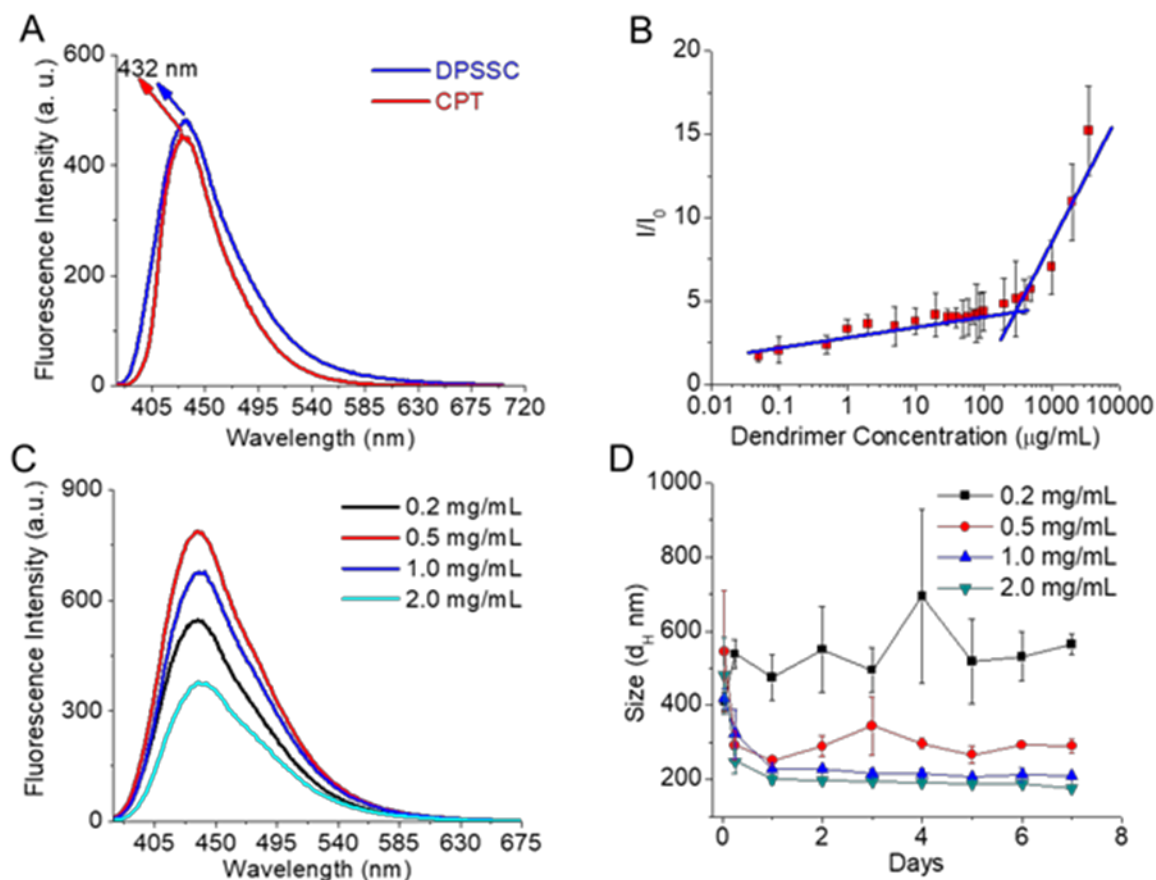 A
600
400
200
0
432 nm
DPSSC
CPT
Fluorescence Intensity (a. u.)
405 450 495 540 585 630 675 720
Wavelength (nm)
B
20
15
10
5
0
I/I0
0.01 0.1 1 10 100 1000 10000
Dendrimer Concentration (μg/mL)
C
900
600
300
0
Fluorescence Intensity (a.u.)
0.2 mg/mL
0.5 mg/mL
1.0 mg/mL
2.0 mg/mL
405 450 495 540 585 630 675
Wavelength (nm)
D
1000
800
600
400
200
Size (dH nm)
0.2 mg/mL
0.5 mg/mL
1.0 mg/mL
2.0 mg/mL
0 2 4 6 8
Days